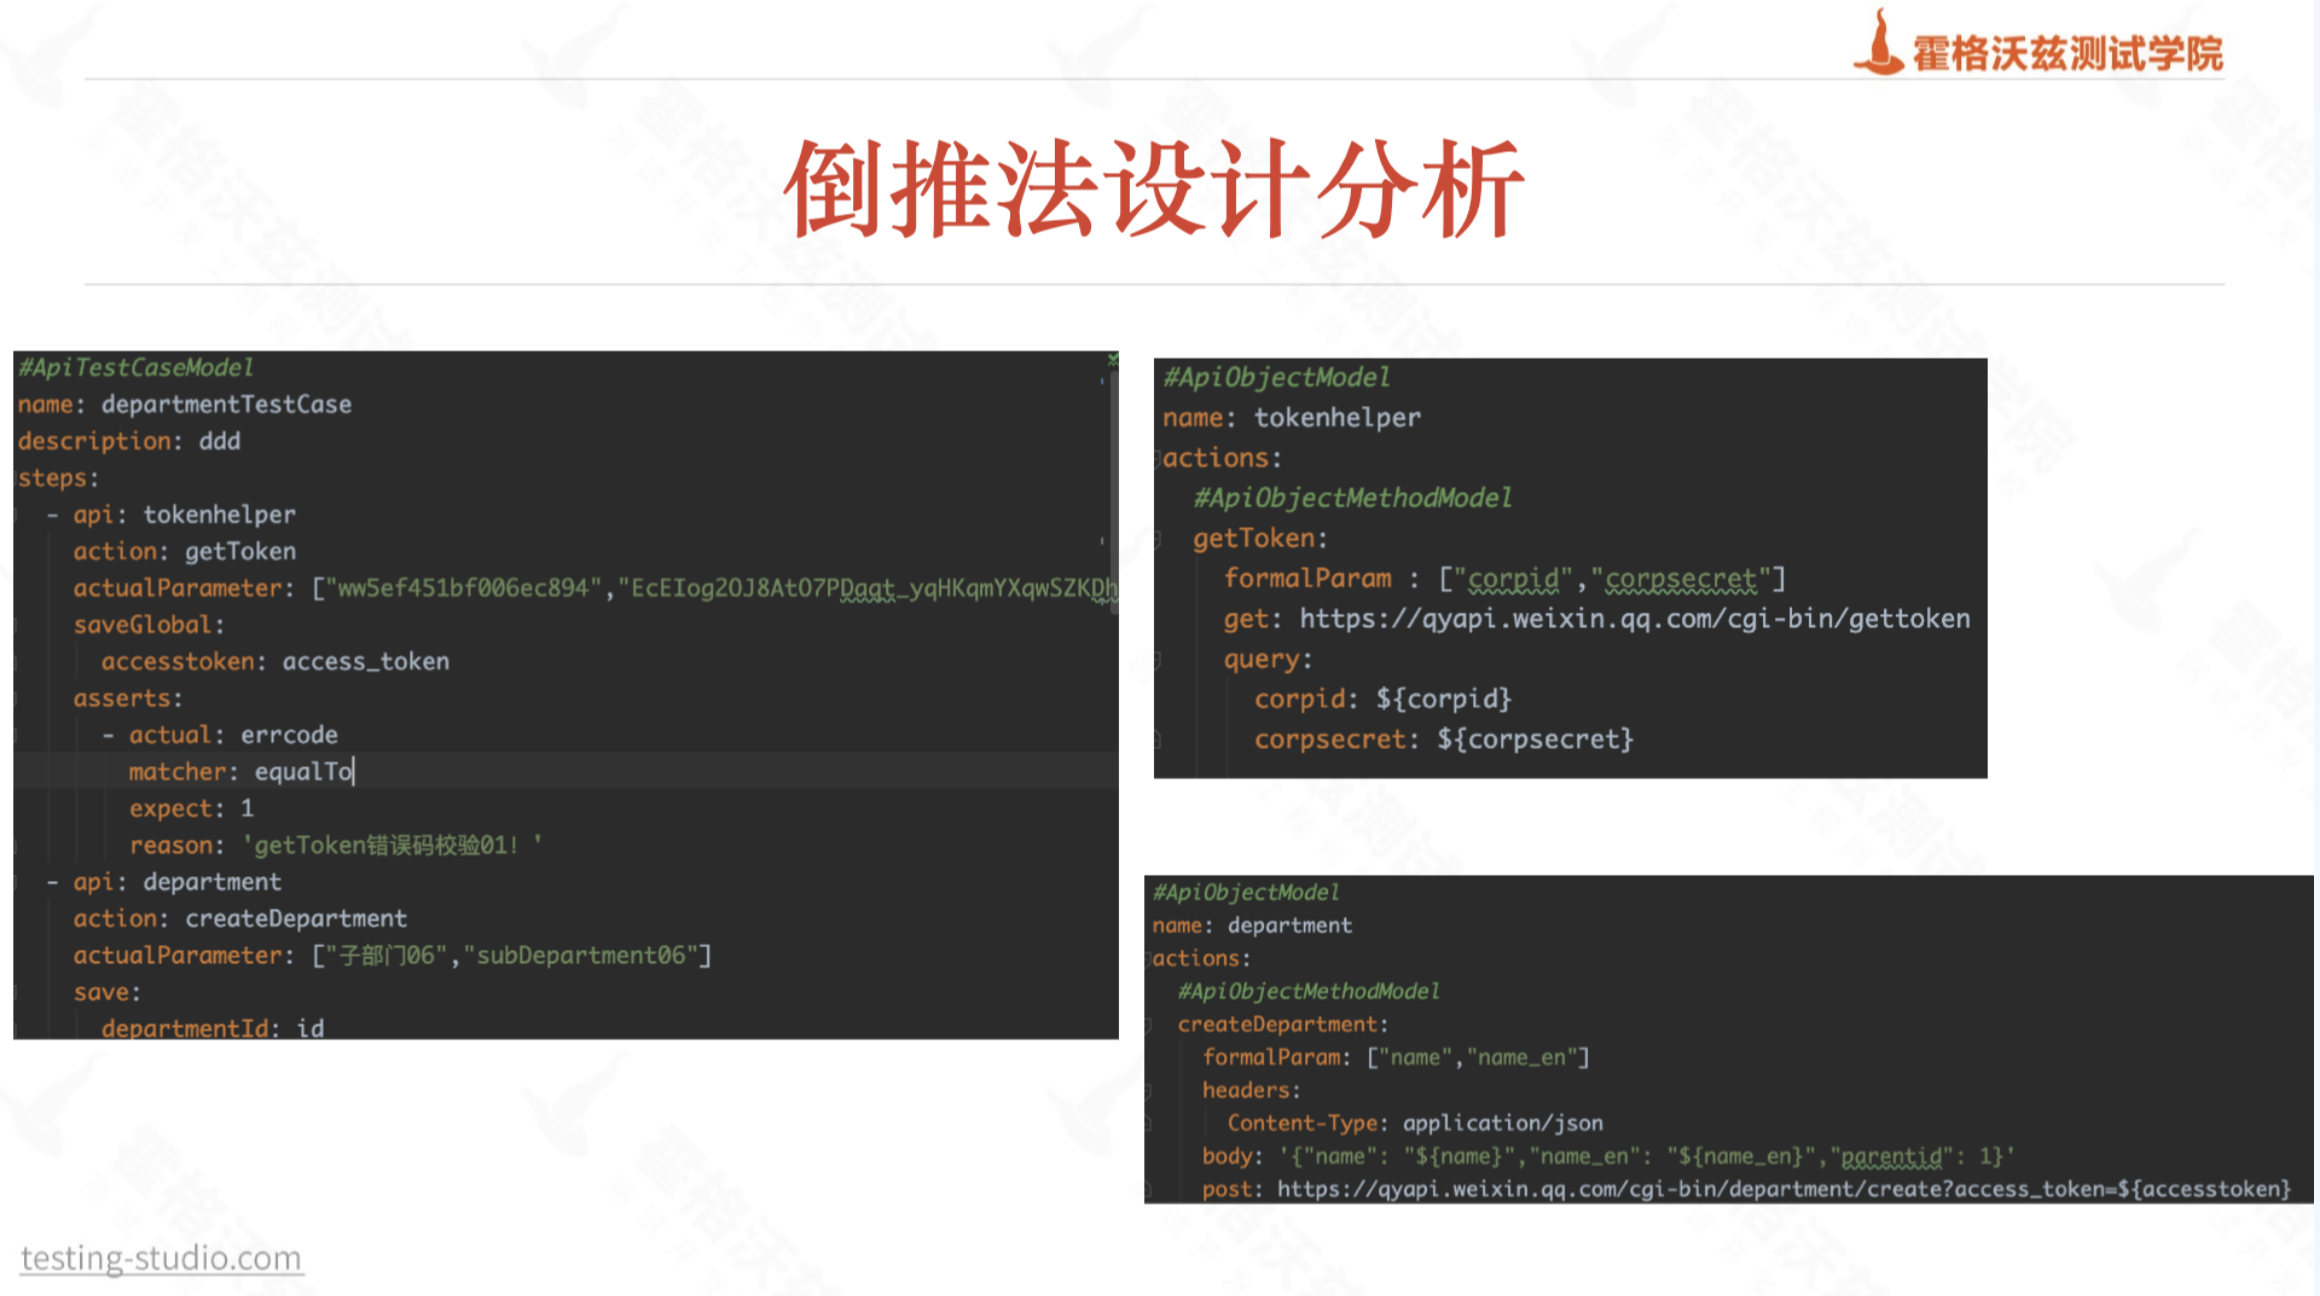 霍格沃兹测试学院
倒推法设计分析
#ApiTestCaseModel
name: departmentTestCase
description: ddd
steps:
- api: tokenhelper
action: getToken
actualParameter: ["ww5ef451bf006ec894","EcEIog2OJ8AtO7PDaqt_yqHKqmYXqwSZKDh
saveGlobal:
accesstoken: access_token
asserts:
- actual: errcode
matcher: equalTo
expect: 1
reason: 'getToken错误码校验01！'
- api: department
action: createDepartment
actualParameter: ["子部门06","subDepartment06"]
save:
departmentId: id
#ApiObjectModel
name: tokenhelper
actions:
#ApiObjectMethodModel
getToken:
formalParam : ["corpid","corpsecret"]
get: https://qyapi.weixin.qq.com/cgi-bin/gettoken
query:
corpid: ${corpid}
corpsecret: ${corpsecret}
#ApiObjectModel
name: department
actions:
#ApiObjectMethodModel
createDepartment:
formalParam: ["name","name_en"]
headers:
Content-Type: application/json
body: '{"name": "${name}","name_en": "${name_en}","parentid": 1}'
post: https://qyapi.weixin.qq.com/cgi-bin/department/create?access_token=${accesstoken}
testing-studio.com